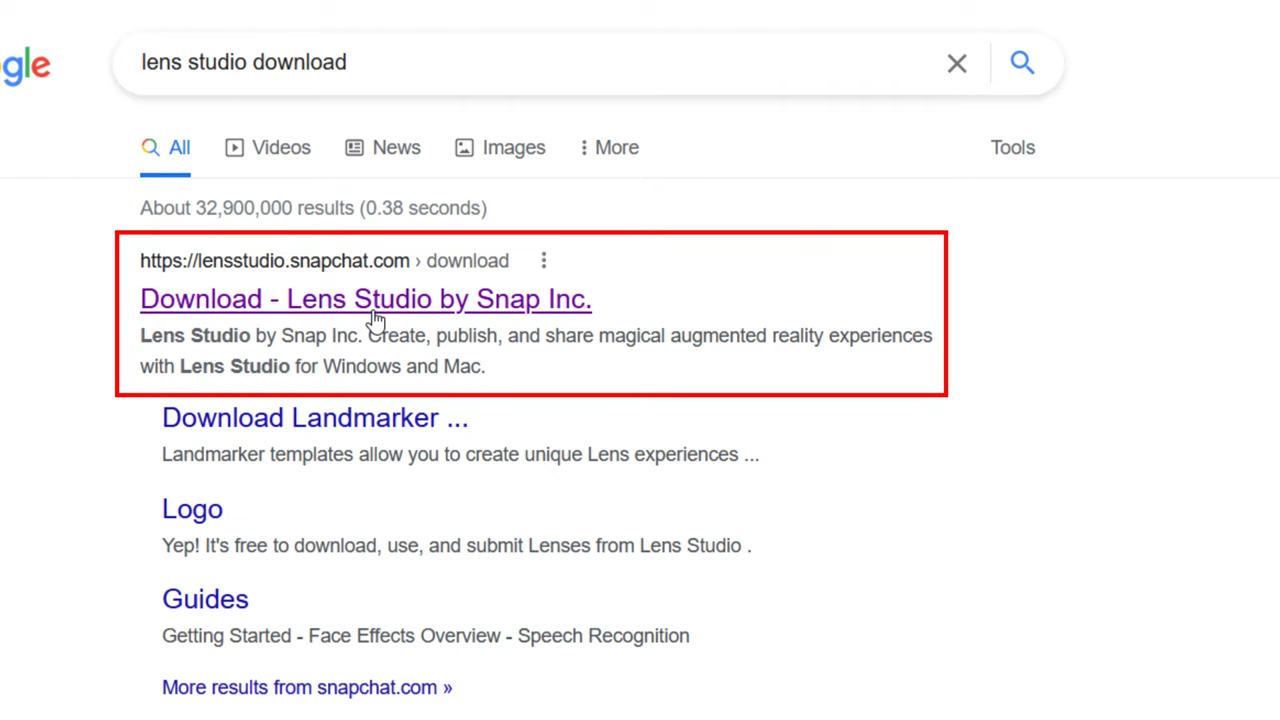 gle
lens studio download
All Videos News Images More Tools
About 32,900,000 results (0.38 seconds)
https://lensstudio.snapchat.com › download
Download - Lens Studio by Snap Inc.
Lens Studio by Snap Inc. Create, publish, and share magical augmented reality experiences
with Lens Studio for Windows and Mac.
Download Landmarker ...
Landmarker templates allow you to create unique Lens experiences ...
Logo
Yep! It's free to download, use, and submit Lenses from Lens Studio .
Guides
Getting Started - Face Effects Overview - Speech Recognition
More results from snapchat.com »